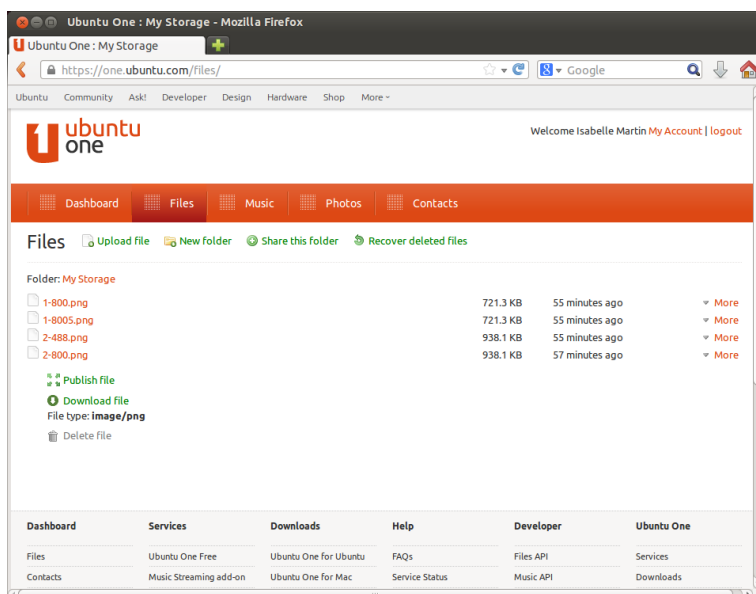 Ubuntu One : My Storage - Mozilla Firefox
Ubuntu One : My Storage
https://one.ubuntu.com/files/ Google
Ubuntu Community Ask! Developer Design Hardware Shop More
ubuntu one
Welcome Isabelle Martin My Account | logout
Dashboard Files Music Photos Contacts
Files Upload file New folder Share this folder Recover deleted files
Folder: My Storage
1-800.png 721.3 KB 55 minutes ago More
1-8005.png 721.3 KB 55 minutes ago More
2-488.png 938.1 KB 55 minutes ago More
2-800.png 938.1 KB 57 minutes ago More
Publish file
Download file
File type: image/png
Delete file
Dashboard Services Downloads Help Developer Ubuntu One
Files Ubuntu One Free Ubuntu One for Ubuntu FAQs Files API Services
Contacts Music Streaming add-on Ubuntu One for Mac Service Status Music API Downloads